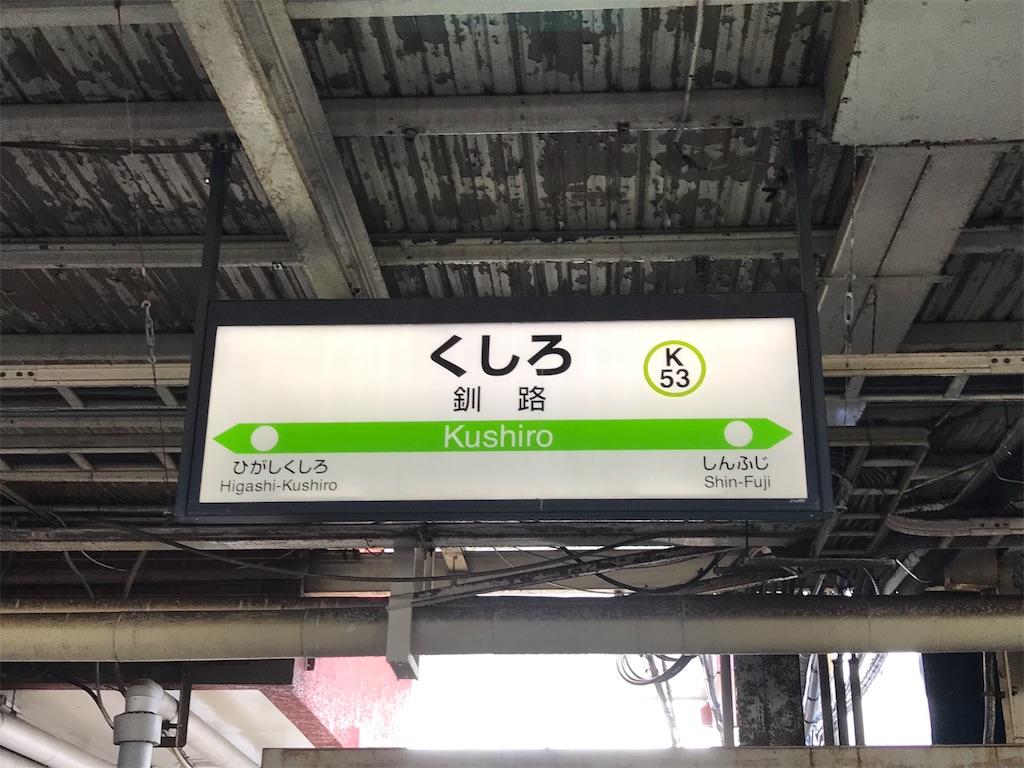 くしろ
釧路
K
53
Kushiro
ひがしくしろ
Higashi-Kushiro
しんふじ
Shin-Fuji